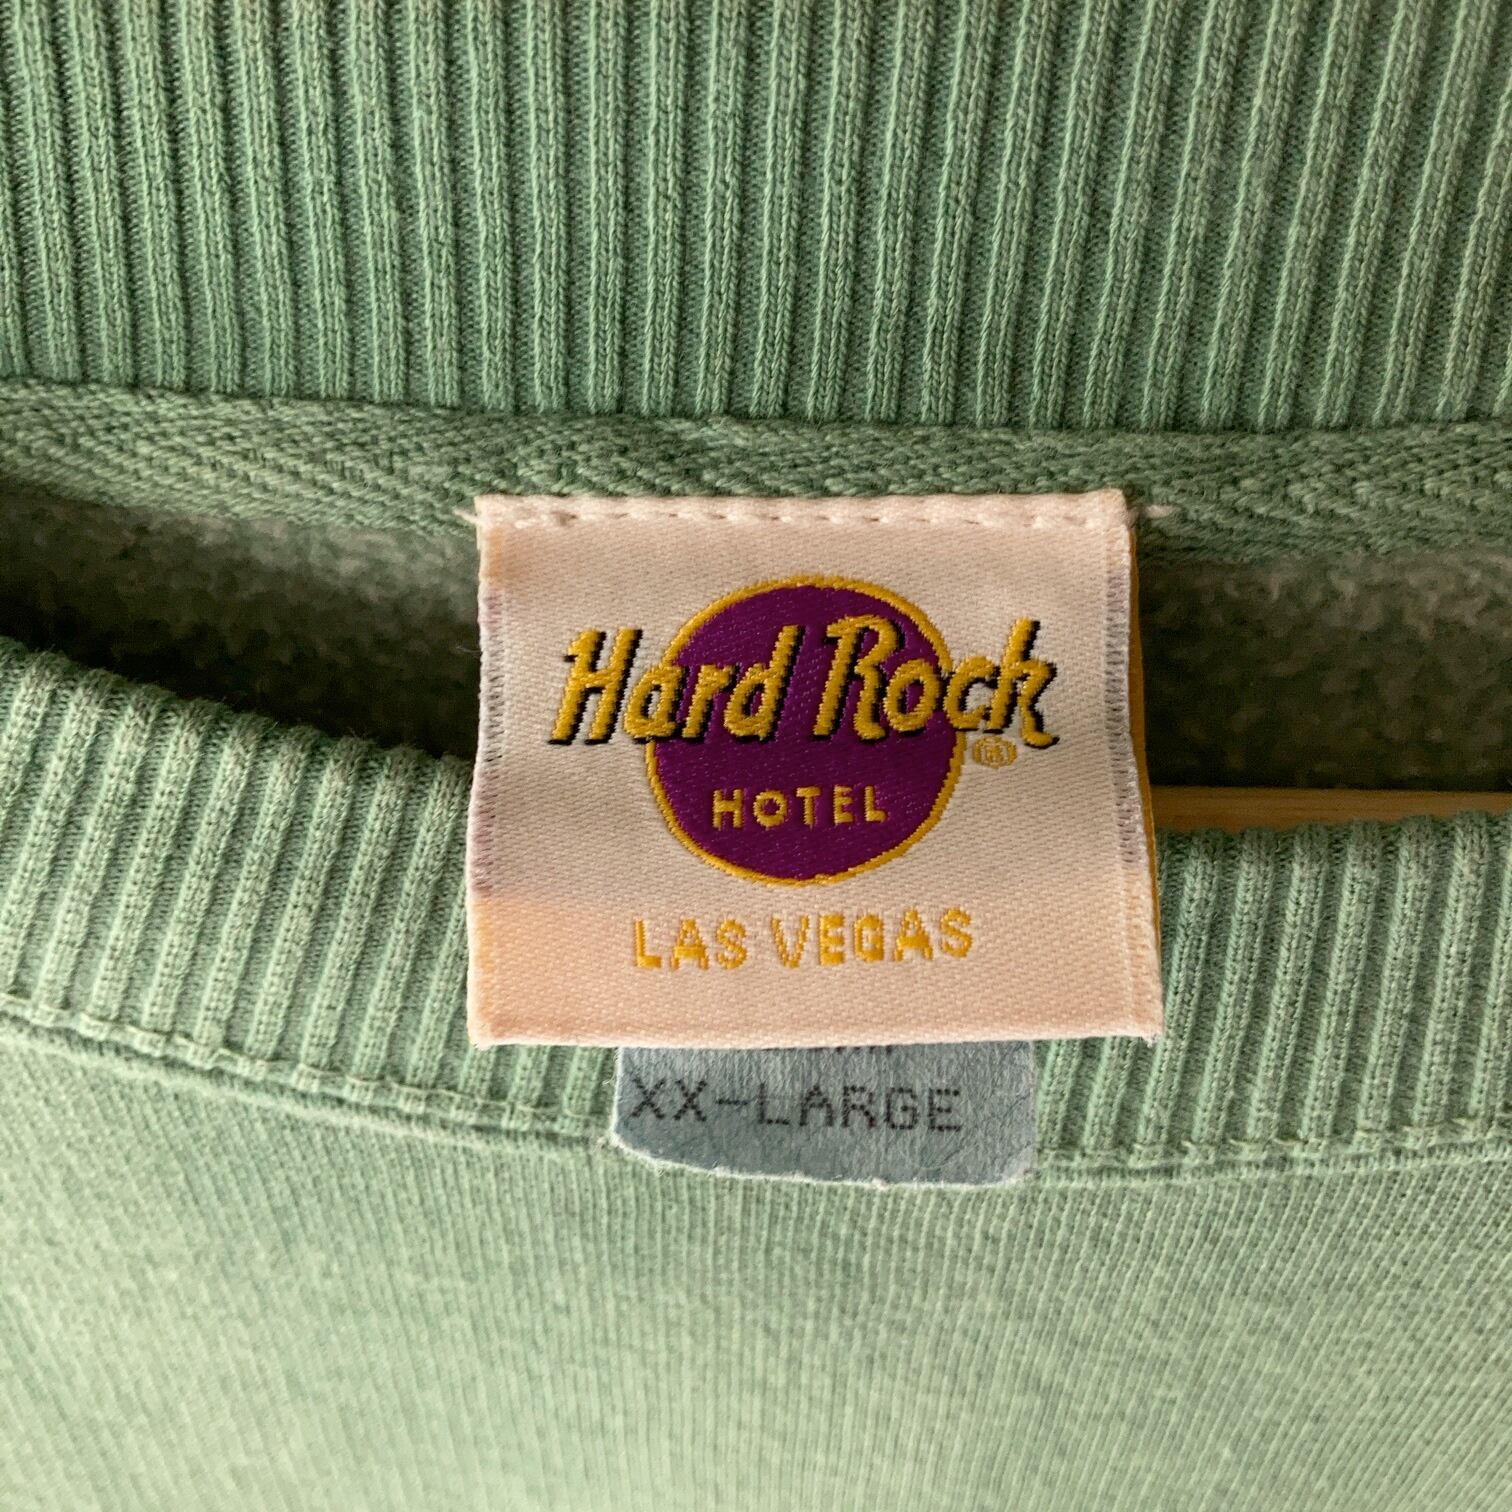 Hard Rock
HOTEL
LAS VEGAS
XX-LARGE